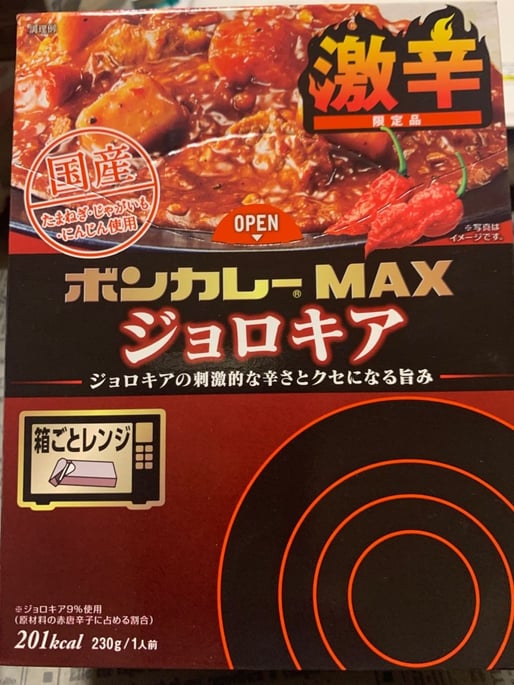 調理例
激辛
限定品
国産
たまねぎ・じゃがいも
・にんじん使用
OPEN
※写真は
イメージです。
ボンカレー® MAX
ジョロキア
ジョロキアの刺激的な辛さとクセになる旨み
箱ごとレンジ
※ジョロキア9%使用
(原材料の赤唐辛子に占める割合)
201kcal 230g/1人前